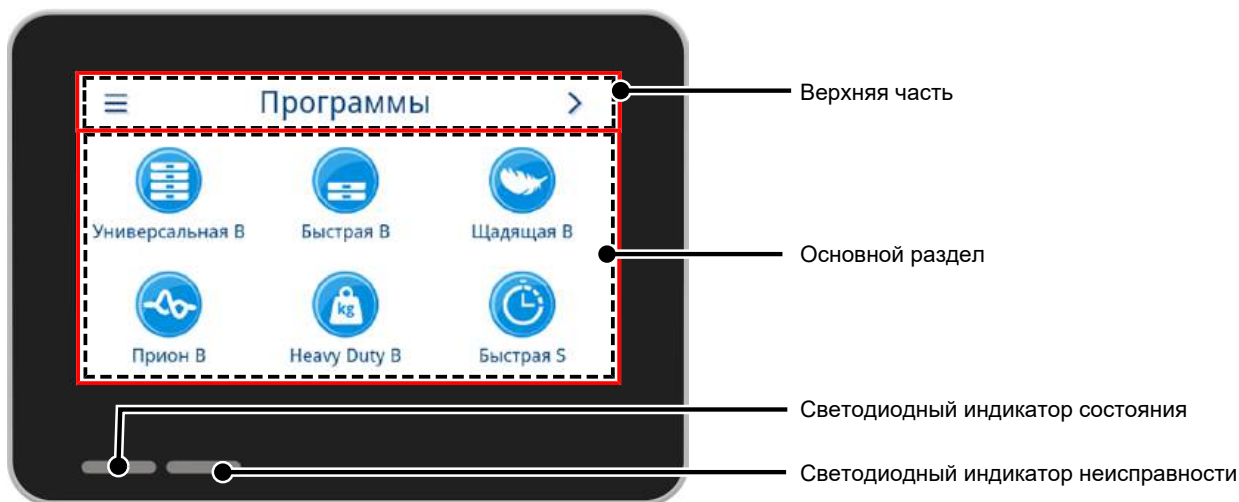 Программы
Верхняя часть
Универсальная B
Быстрая B
Щадящая B
Основной раздел
kg
Прион B
Heavy Duty B
Быстрая S
Светодиодный индикатор состояния
Светодиодный индикатор неисправности